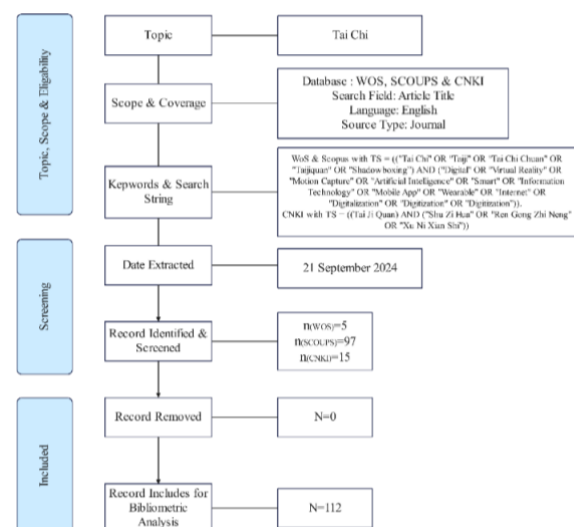 Topic, Scope & Eligability
Topic
Tai Chi
Scope & Coverage
Database : WOS, SCOUPS & CNKI
Search Field: Article Title
Language: English
Source Type: Journal
Kepwords & Search
String
WoS & Scopus with TS = (("Tai Chi" OR "Taiji" OR "Tai Chi Chuan" OR
"Taijiquan" OR "Shadow boxing") AND ("Digital" OR "Virtual Reality" OR
"Motion Capture" OR "Artificial Intelligence" OR "Smart" OR "Information
Technology" OR "Mobile App" OR "Wearable" OR "Internet" OR
"Digitalization" OR "Digitization" OR "Digitization")).
CNKI with TS = ((Tai Ji Quan) AND ("Shu Zi Hua" OR "Ren Gong Zhi Neng"
OR "Xu Ni Xian Shi"))
Date Extracted
21 September 2024
Screening
Record Identified &
Screened
n(WOS)=5
n(SCOUPS)=97
n(CNKI)=15
Included
Record Removed
N=0
Record Includes for
Bibliometric
Analysis
N=112